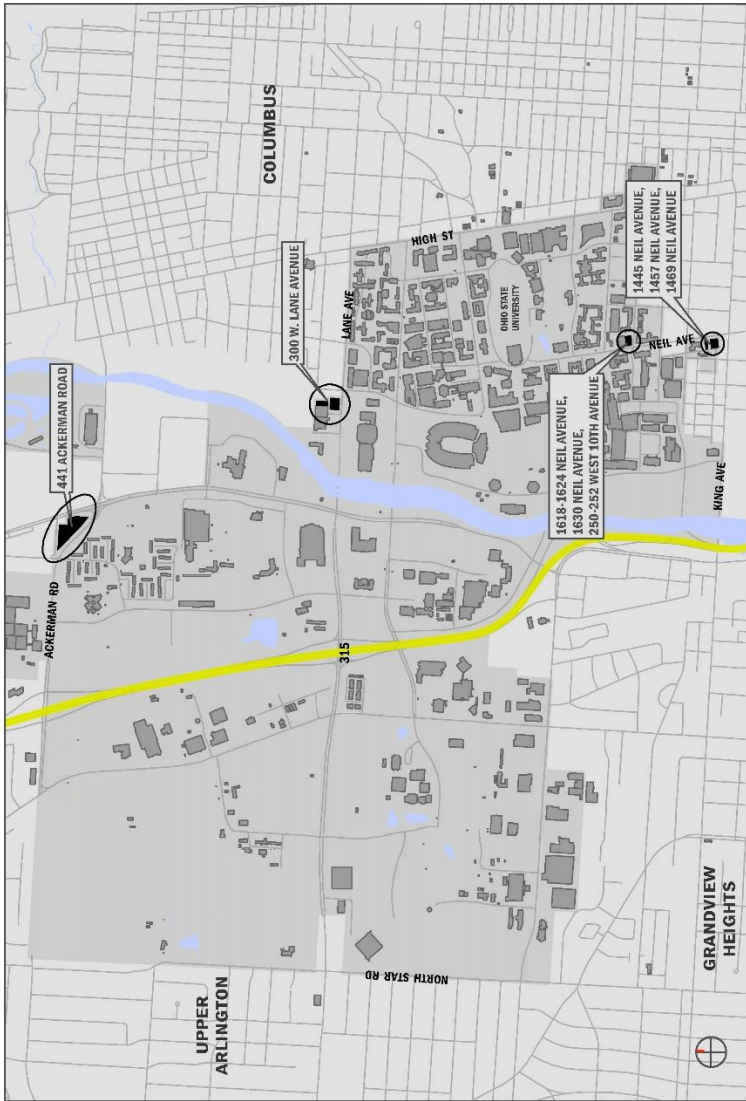 COLUMBUS
441 ACKERMAN ROAD
300 W. LANE AVENUE
HIGH ST
LANE AVE
1445 NEIL AVENUE,
1457 NEIL AVENUE,
1469 NEIL AVENUE
OHIO STATE
UNIVERSITY
NEIL AVE
1618-1624 NEIL AVENUE,
1630 NEIL AVENUE,
250-252 WEST 10TH AVENUE
KING AVE
ACKERMAN RD
315
NORTH STAR RD
UPPER
ARLINGTON
GRANDVIEW
HEIGHTS